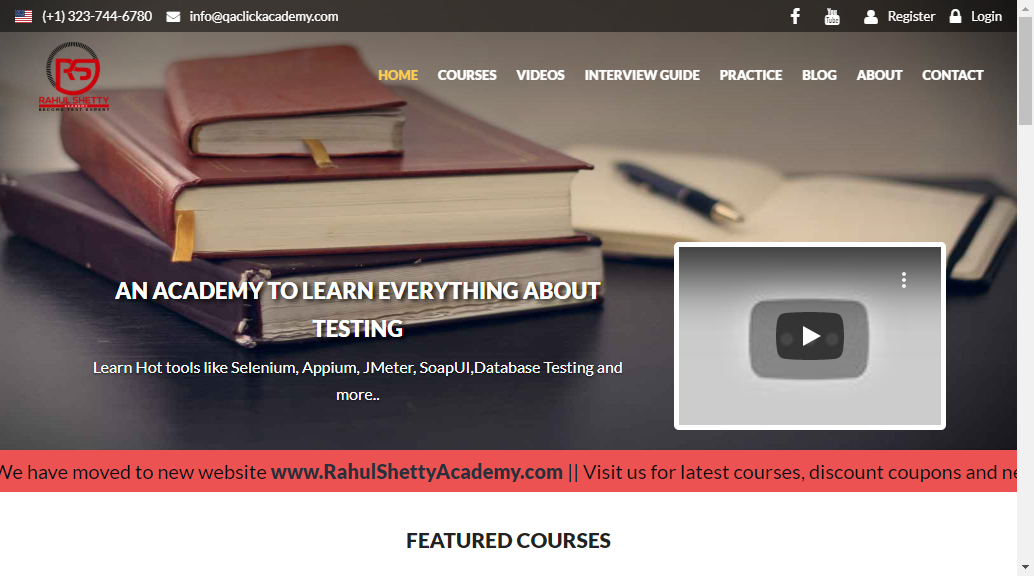 (+1) 323-744-6780 info@qaclickacademy.com Register Login
RAHUL SHETTY
ACADEMY
HOME COURSES VIDEOS INTERVIEW GUIDE PRACTICE BLOG ABOUT CONTACT
AN ACADEMY TO LEARN EVERYTHING ABOUT
TESTING
Learn Hot tools like Selenium, Appium, JMeter, SoapUI,Database Testing and
more..
We have moved to new website www.RahulShettyAcademy.com || Visit us for latest courses, discount coupons and
FEATURED COURSES